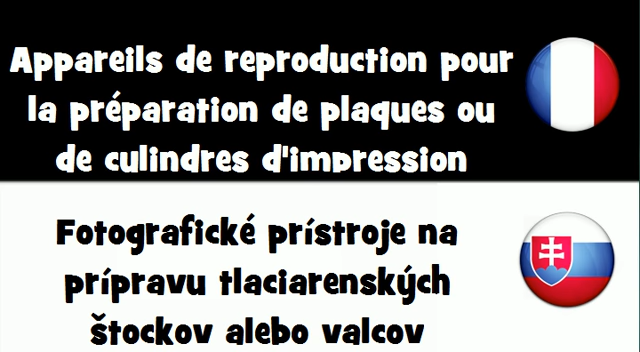 Appareils de reproduction pour
la préparation de plaques ou
de culindres d'impression
Fotografické prístroje na
prípravu tlaciarenských
štockov alebo valcov